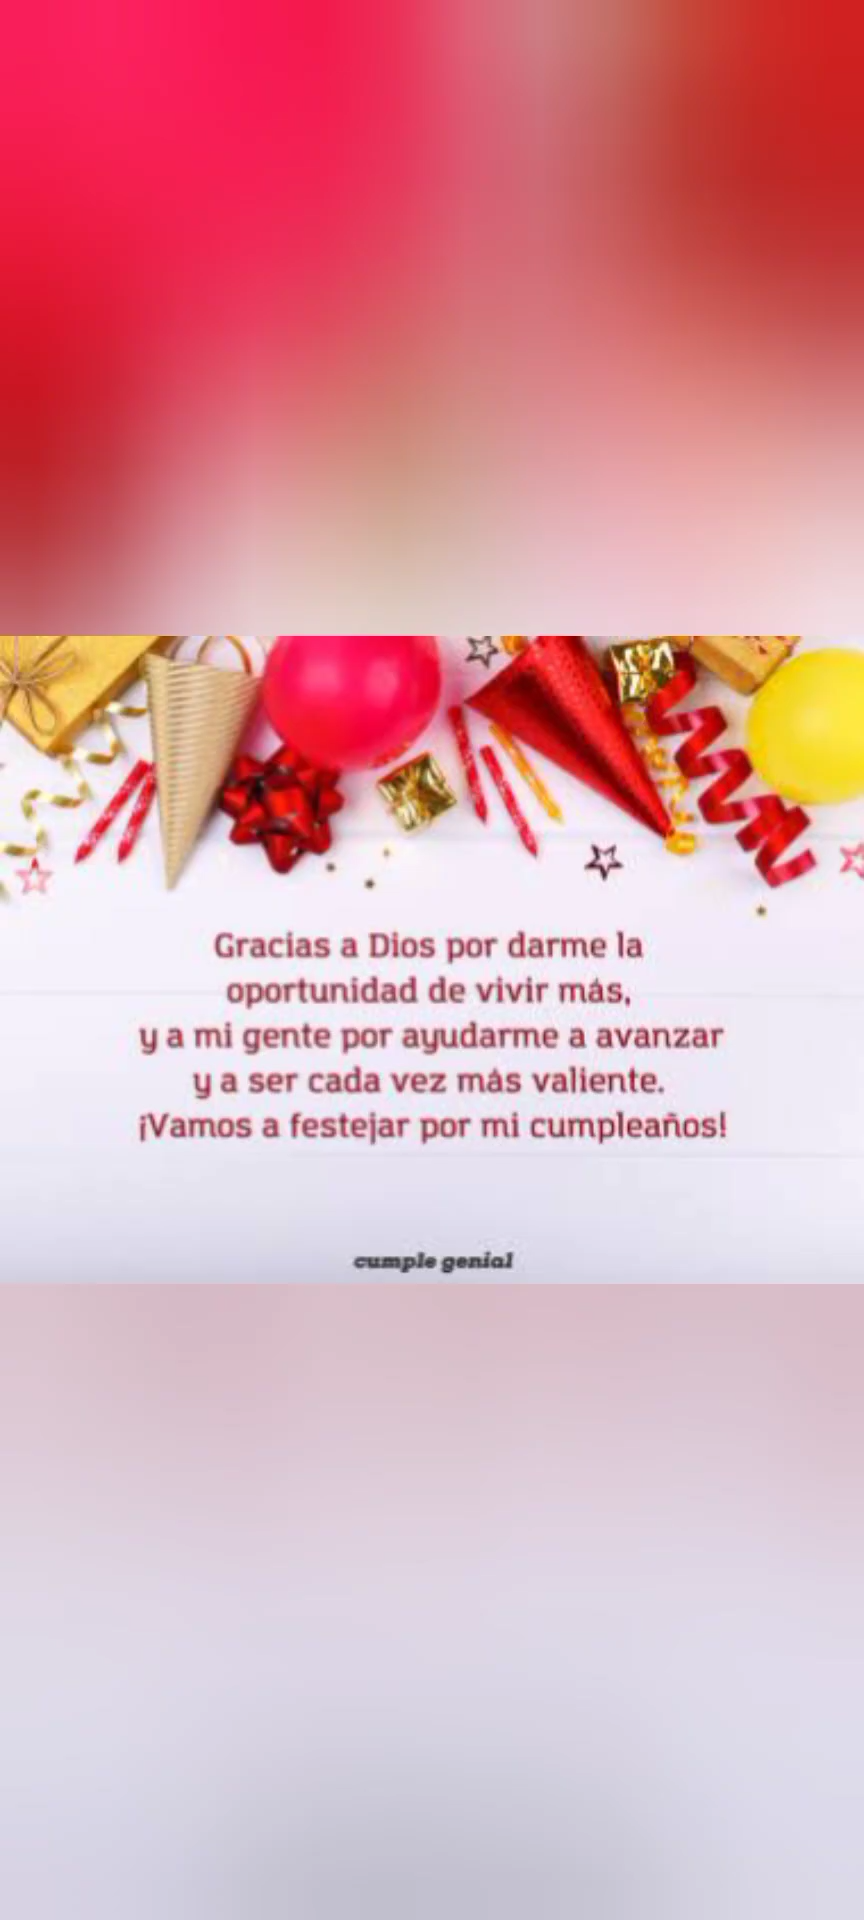 Gracias a Dios por darme la
oportunidad de vivir más,
y a mi gente por ayudarme a avanzar
y a ser cada vez más valiente.
¡Vamos a festejar por mi cumpleaños!
cumple genial